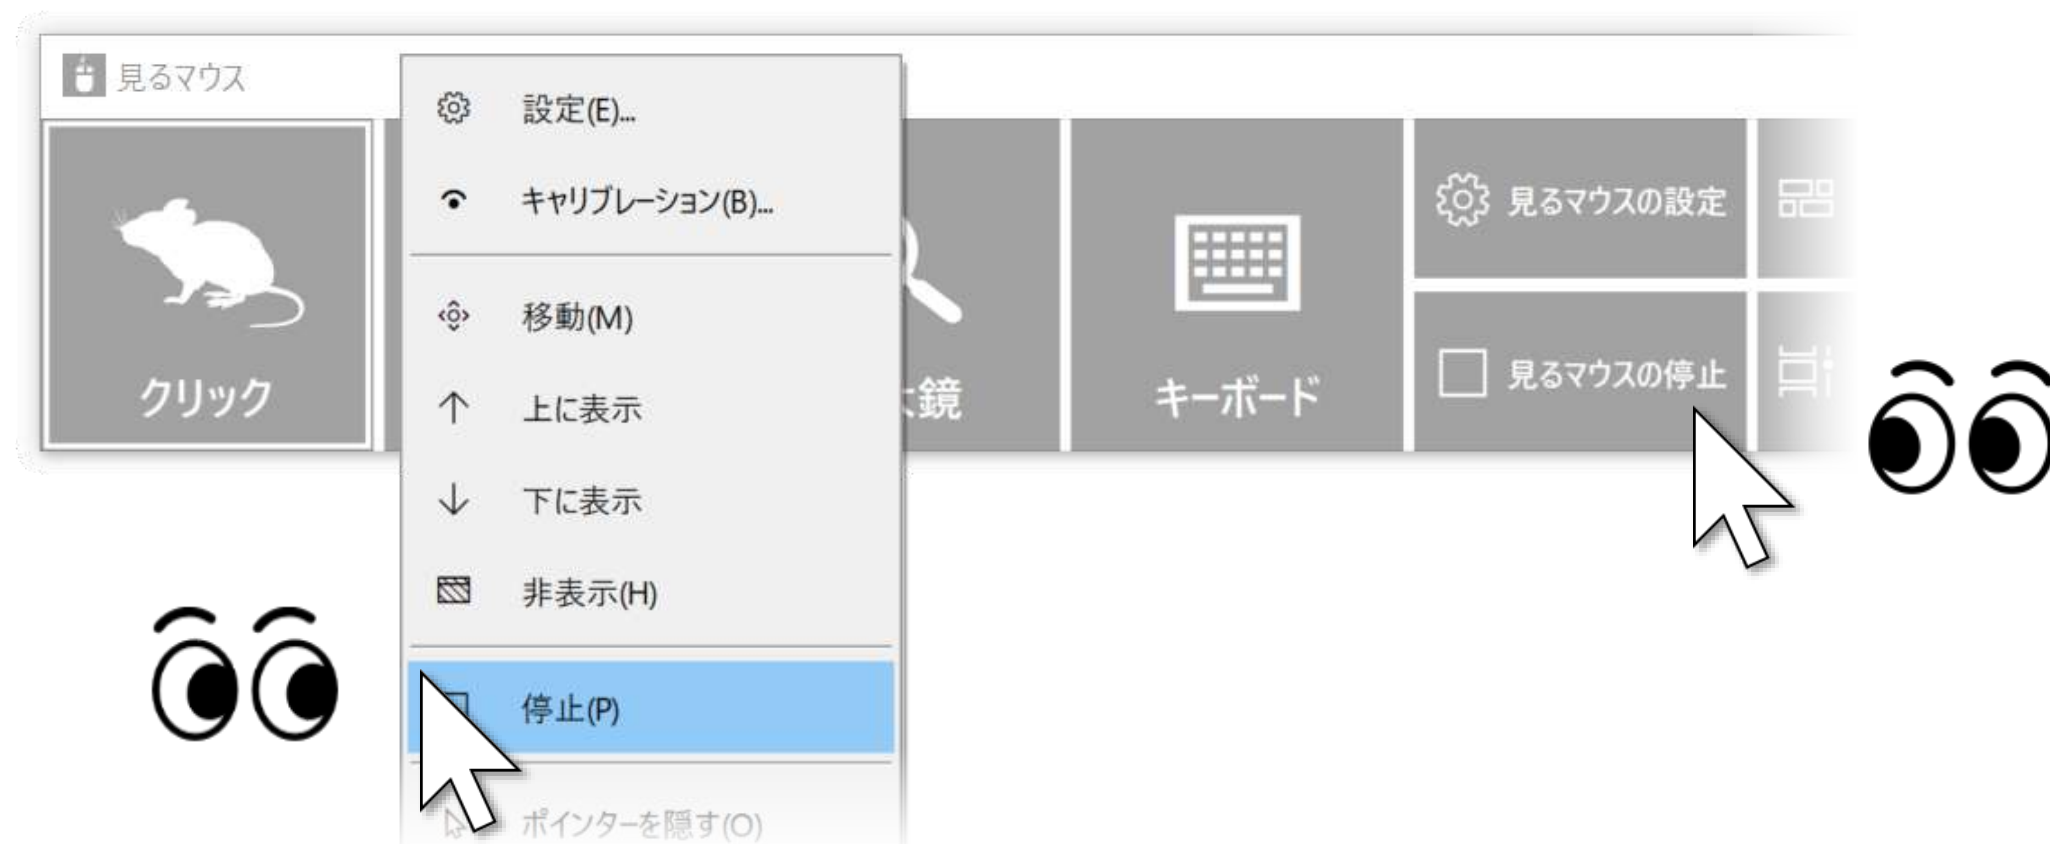 見るマウス
設定(E)...
キャリブレーション(B)...
移動(M)
上に表示
下に表示
非表示(H)
停止(P)
ポインターを隠す(O)
クリック
鏡
キーボード
見るマウスの設定
見るマウスの停止